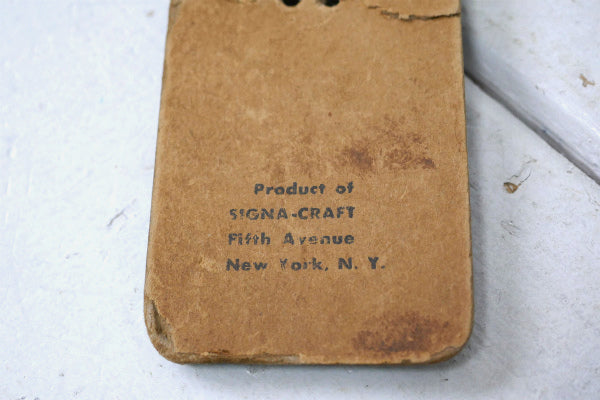 Product of
SIGNA-CRAFT
Fifth Avenue
New York, N. Y.